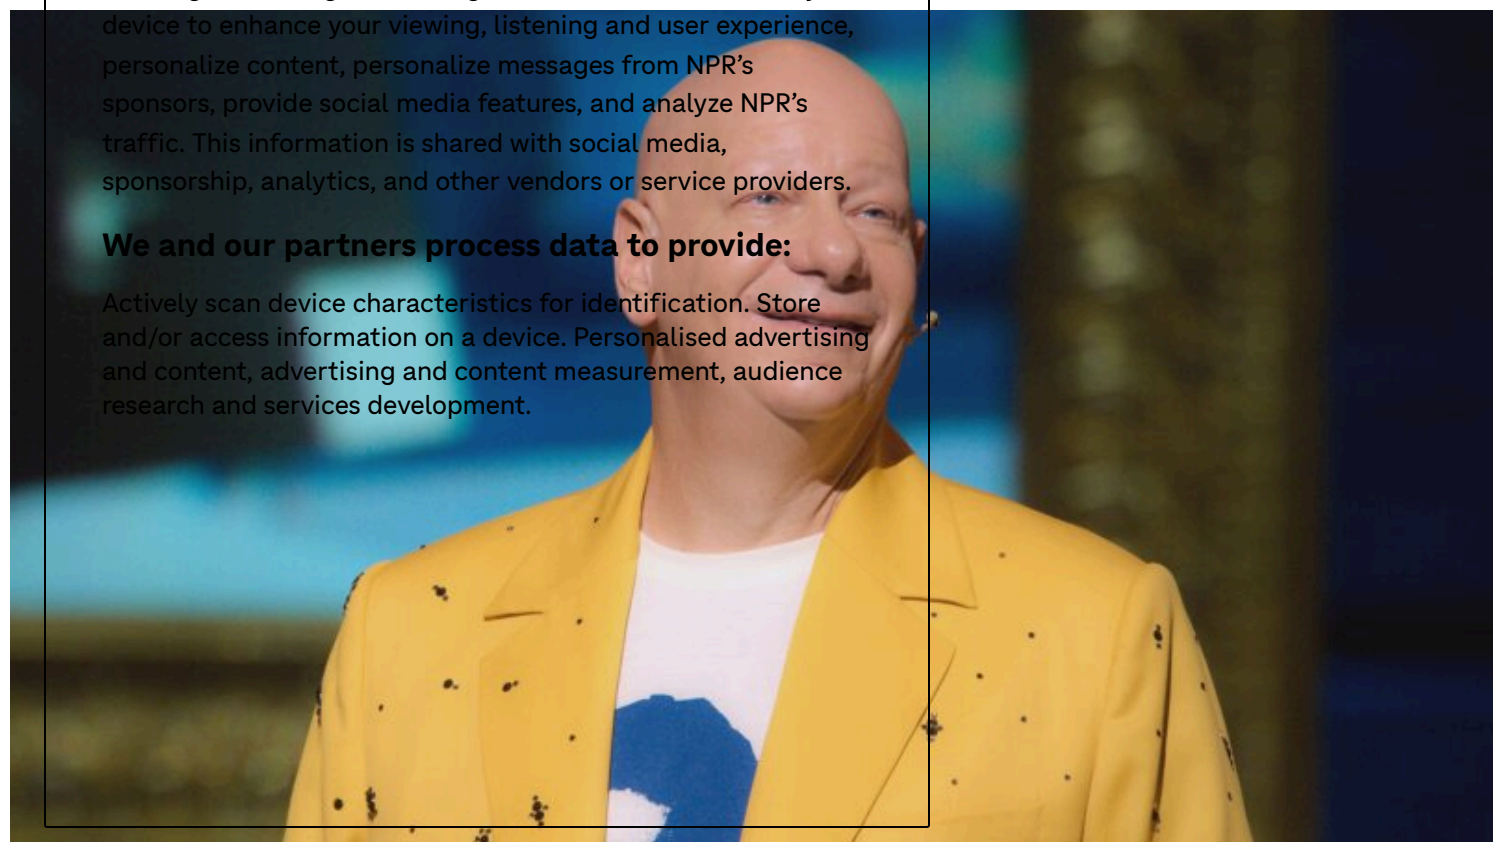 device to enhance your viewing, listening and user experience,
personalize content, personalize messages from NPR’s
sponsors, provide social media features, and analyze NPR’s
traffic. This information is shared with social media,
sponsorship, analytics, and other vendors or service providers.
We and our partners process data to provide:
Actively scan device characteristics for identification. Store
and/or access information on a device. Personalised advertising
and content, advertising and content measurement, audience
research and services development.